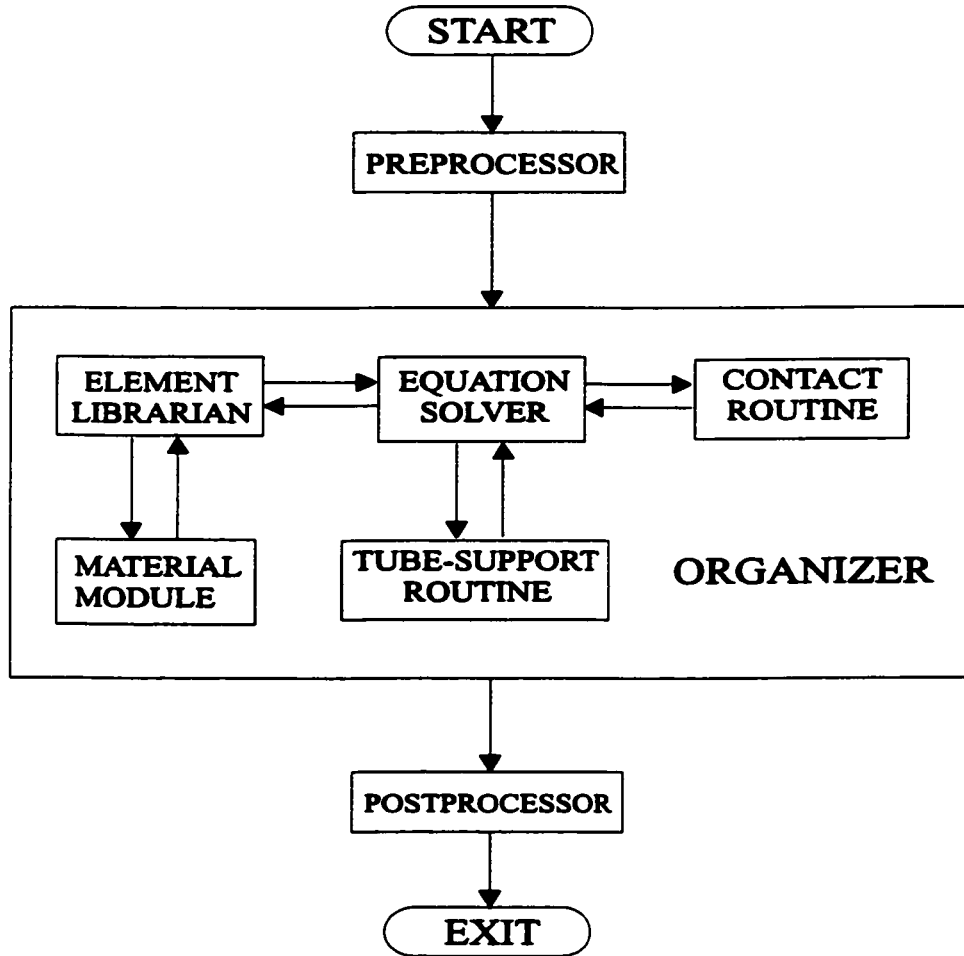 START
PREPROCESSOR
ELEMENT
LIBRARIAN
EQUATION
SOLVER
CONTACT
ROUTINE
MATERIAL
MODULE
TUBE-SUPPORT
ROUTINE
ORGANIZER
POSTPROCESSOR
EXIT